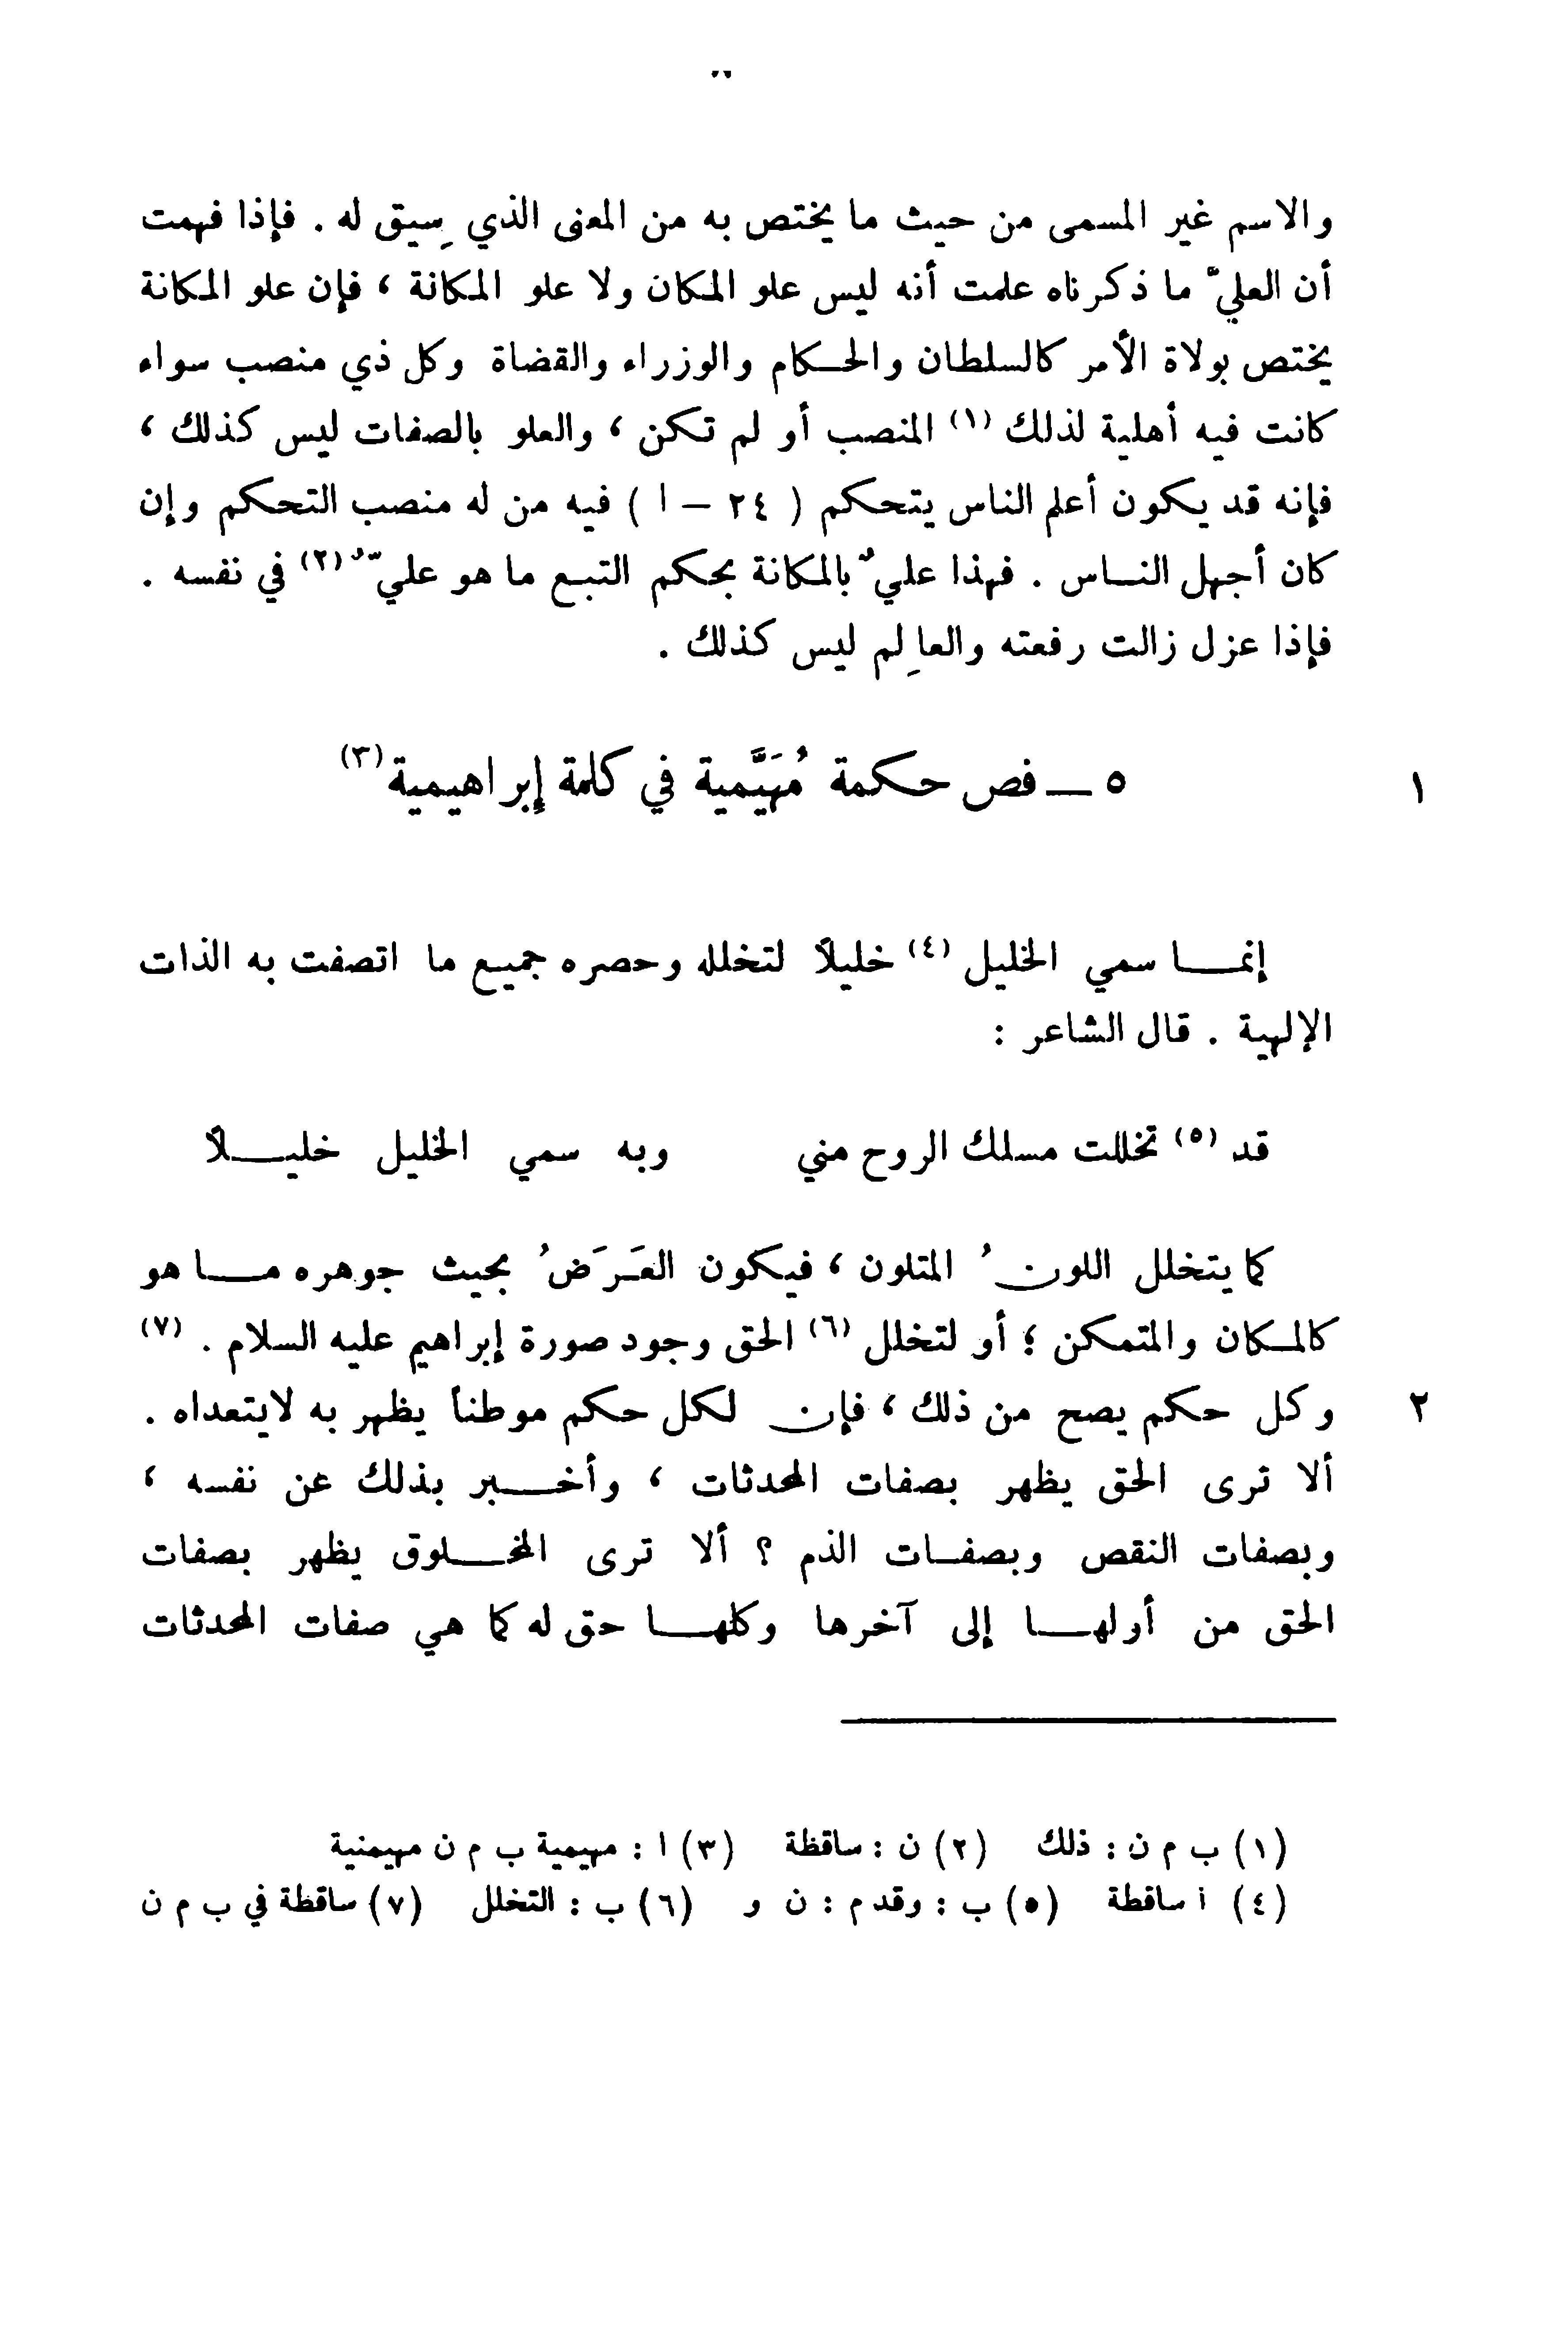 والاسم غير المسمى من حيث ما يختص به من المعنى الذي سِيق له . فإذا فهمت
أن العليّ ما ذكرناه علمت أنه ليس علو المكان ولا علو المكانة ، فإن علو المكانة
يختص بولاة الأمر كالسلطان والحكام والوزراء والقضاة وكل ذي منصب سواء
كانت فيه أهلية لذلك (١) المنصب أو لم تكن ، والعلو بالصفات ليس كذلك ،
فإنه قد يكون أعلم الناس يتحكم ( ٢٤ – ا ) فيه من له منصب التحكم وإن
كان أجهل الناس . فهذا عليٌّ بالمكانة بحكم التبع ما هو عليّ (٢) في نفسه .
فإذا عزل زالت رفعته والعالِم ليس كذلك .
١ ٥ – فص حكمة مُهَيَّمية في كلمة إبراهيمية (٣)
إنما سمي الخليل (٤) خليلاً لتخلله وحصره جميع ما اتصفت به الذات
الإلهية . قال الشاعر :
قد (٥) تخللت مسلك الروح مني وبه سمي الخليل خليلاً
كما يتخلل اللونُ المتلون ، فيكون العَرَضُ بحيث جوهره ما هو
كالمكان والمتمكن ؛ أو لتخلل (٦) الحق وجود صورة إبراهيم عليه السلام . (٧)
٢ وكل حكم يصح من ذلك ، فإن لكل حكم موطناً يظهر به لايتعداه .
ألا ترى الحق يظهر بصفات المحدثات ، وأخبر بذلك عن نفسه ،
وبصفات النقص وبصفات الذم ؟ ألا ترى المخلوق يظهر بصفات
الحق من أولها إلى آخرها وكلها حق له كما هي صفات المحدثات
(١) ب م ن : ذلك (٢) ن : ساقظة (٣) ا : مهيمية ب م ن مهيمنية
(٤) أ ساقطة (٥) ب : وقد م : ن و (٦) ب : التخلل (٧) ساقظة في ب م ن